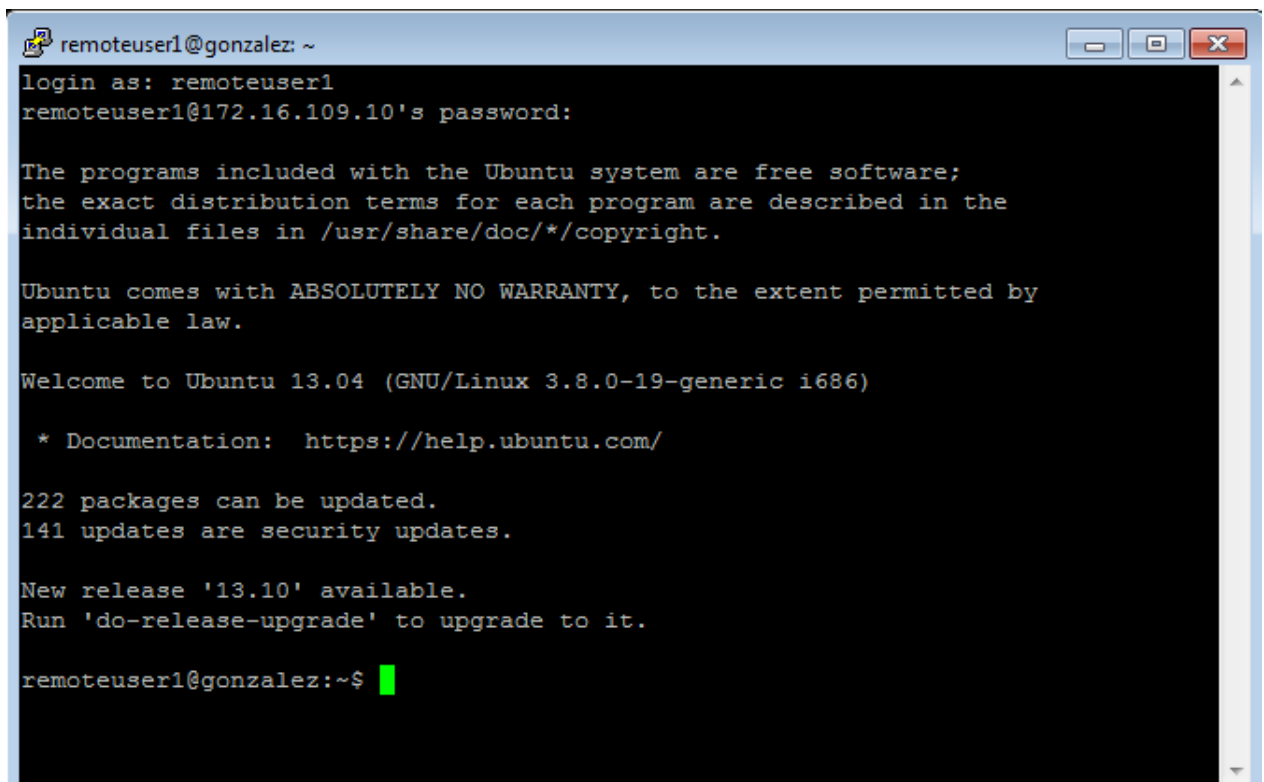 remoteuser1@gonzalez: ~
login as: remoteuser1
remoteuser1@172.16.109.10's password:
The programs included with the Ubuntu system are free software;
the exact distribution terms for each program are described in the
individual files in /usr/share/doc/*/copyright.
Ubuntu comes with ABSOLUTELY NO WARRANTY, to the extent permitted by
applicable law.
Welcome to Ubuntu 13.04 (GNU/Linux 3.8.0-19-generic i686)
* Documentation:  https://help.ubuntu.com/
222 packages can be updated.
141 updates are security updates.
New release '13.10' available.
Run 'do-release-upgrade' to upgrade to it.
remoteuser1@gonzalez:~$